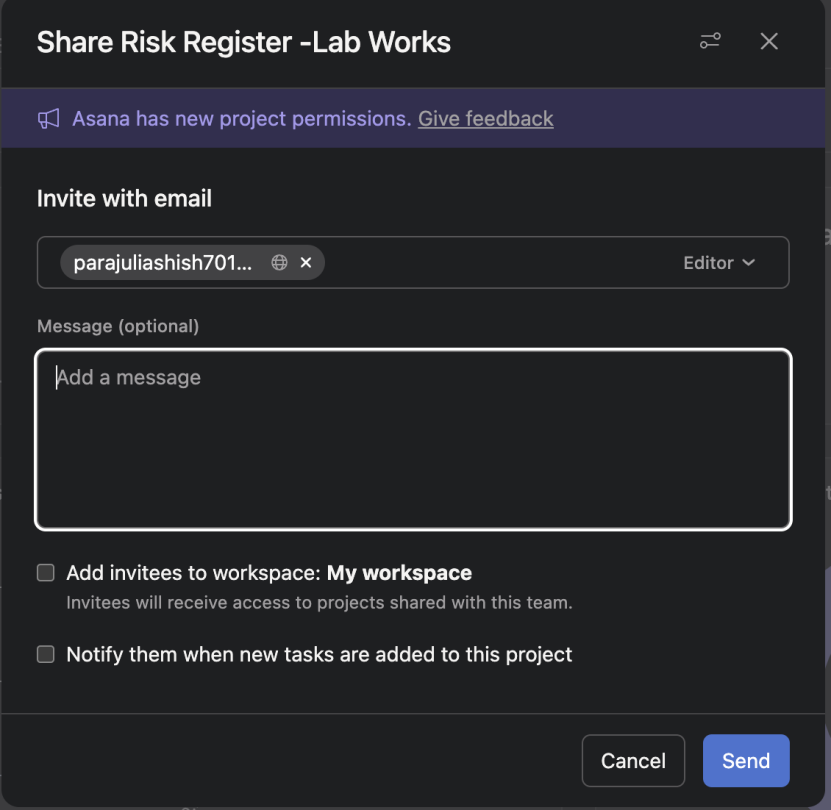 Share Risk Register -Lab Works
Asana has new project permissions. Give feedback
Invite with email
parajuliashish701...
Editor
Message (optional)
Add a message
Add invitees to workspace: My workspace
Invitees will receive access to projects shared with this team.
Notify them when new tasks are added to this project
Cancel
Send